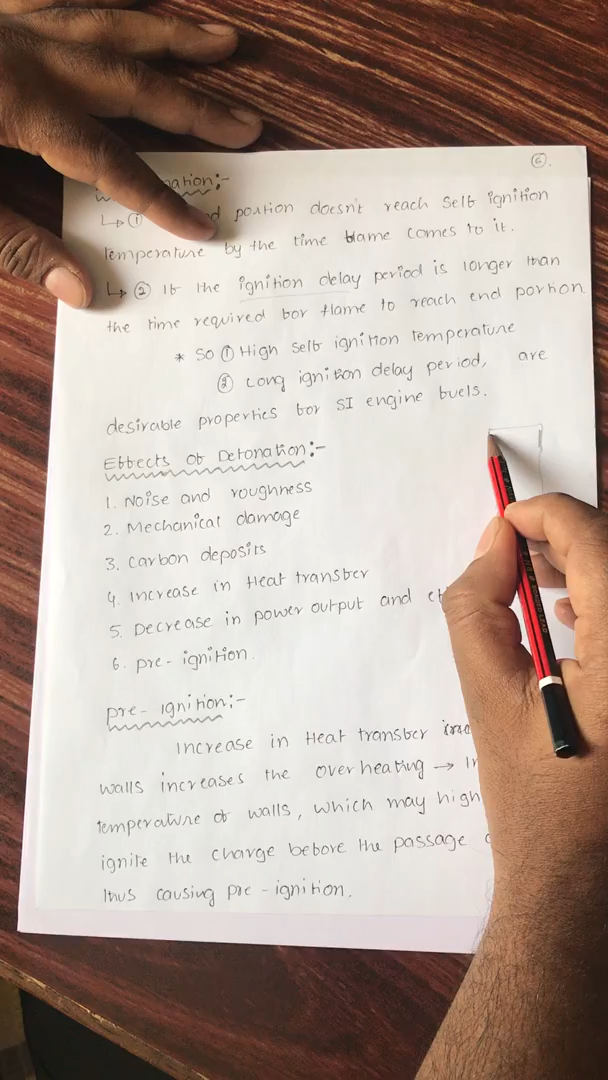 6.
nation:-
↳ ① d portion doesn't reach self ignition
temperature by the time flame comes to it.
↳ ② If the ignition delay period is longer than
the time required for flame to reach end portion
* So ① High self ignition temperature
② Long ignition delay period, are
desirable properties for SI engine fuels.
Effects of Detonation:-
1. Noise and roughness
2. Mechanical damage
3. carbon deposits
4. Increase in Heat transfer
5. Decrease in power output and
6. pre-ignition.
pre-ignition:-
Increase in Heat transfer
walls increases the overheating →
temperature of walls, which may high
ignite the charge before the passage
thus causing pre-ignition.